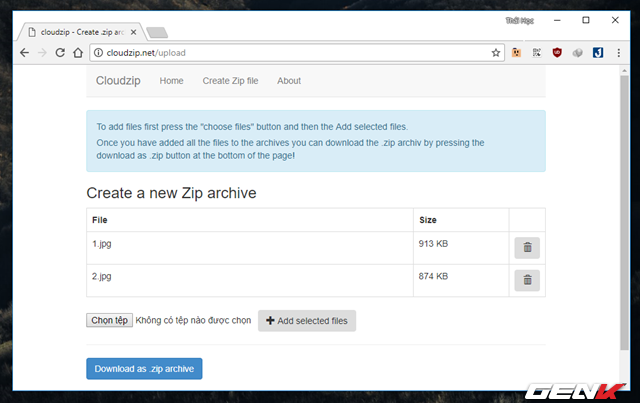 Thái Học
cloudzip - Create .zip arch
cloudzip.net/upload
Cloudzip Home Create Zip file About
To add files first press the "choose files" button and then the Add selected files.
Once you have added all the files to the archives you can download the .zip archiv by pressing the
download as .zip button at the bottom of the page!
Create a new Zip archive
File Size
1.jpg 913 KB
2.jpg 874 KB
Chọn tệp Không có tệp nào được chọn Add selected files
Download as .zip archive
GENK